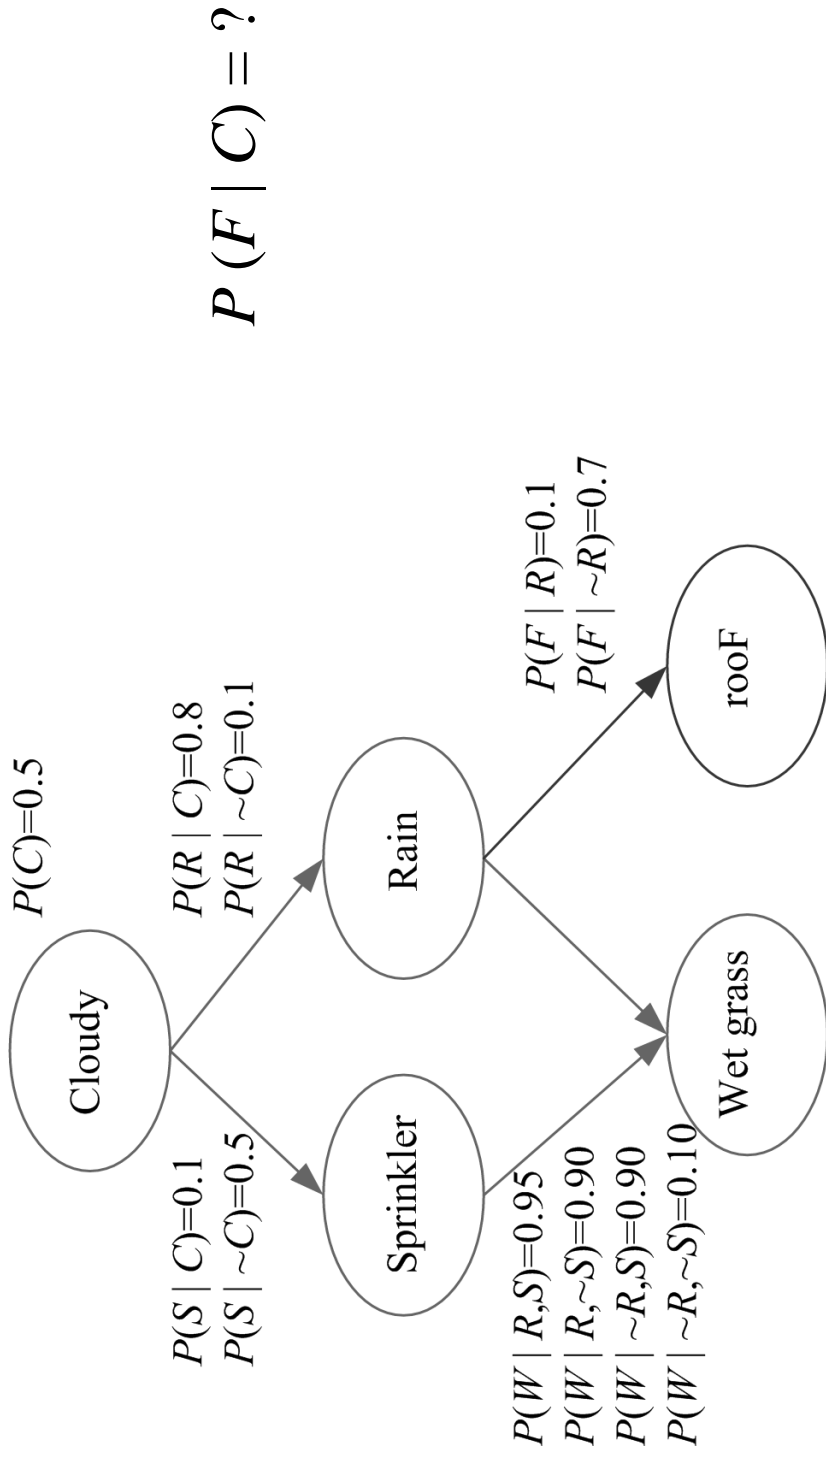 P(C)=0.5
Cloudy
P(S | C)=0.1
P(S | ~C)=0.5
P(R | C)=0.8
P(R | ~C)=0.1
P (F | C) = ?
Sprinkler
Rain
P(W | R,S)=0.95
P(W | R,~S)=0.90
P(W | ~R,S)=0.90
P(W | ~R,~S)=0.10
P(F | R)=0.1
P(F | ~R)=0.7
Wet grass
rooF